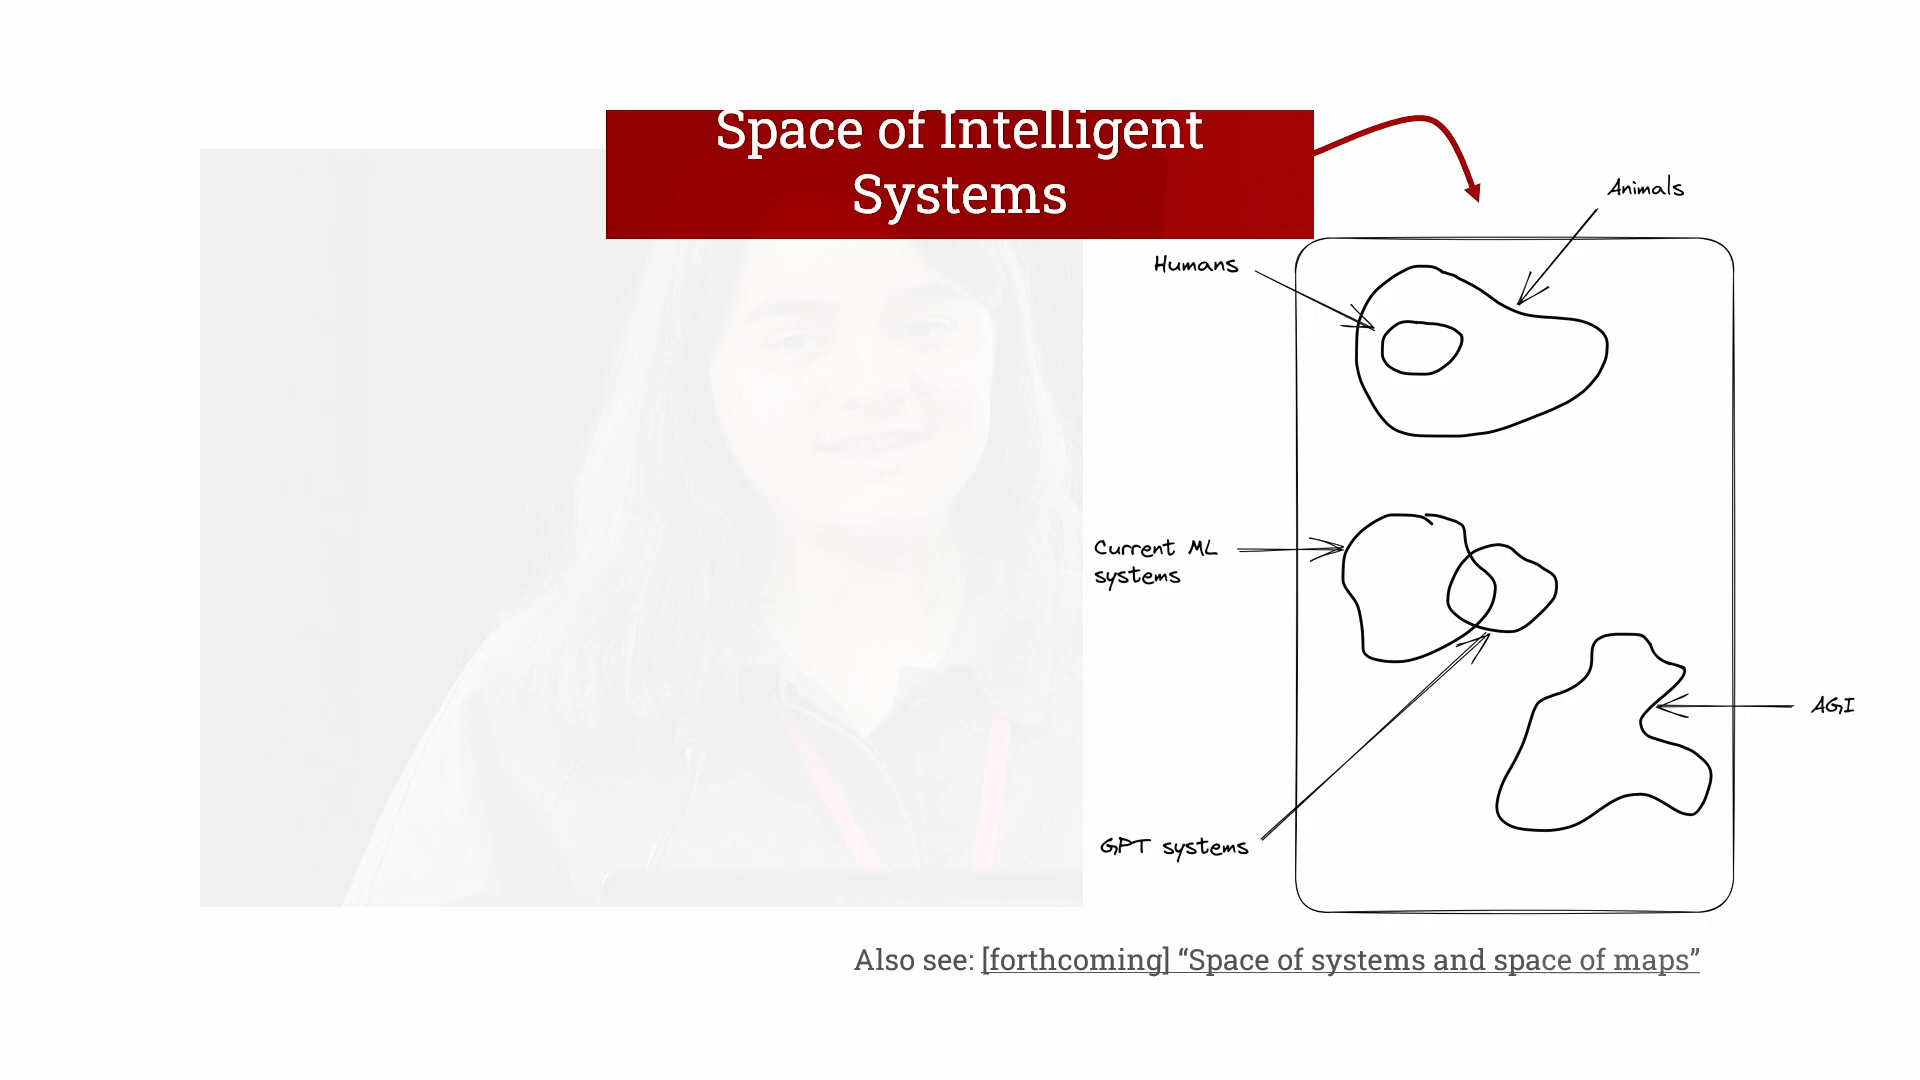 Space of Intelligent
Systems
Animals
Humans
Current ML
systems
AGI
GPT systems
Also see: [forthcoming] “Space of systems and space of maps”